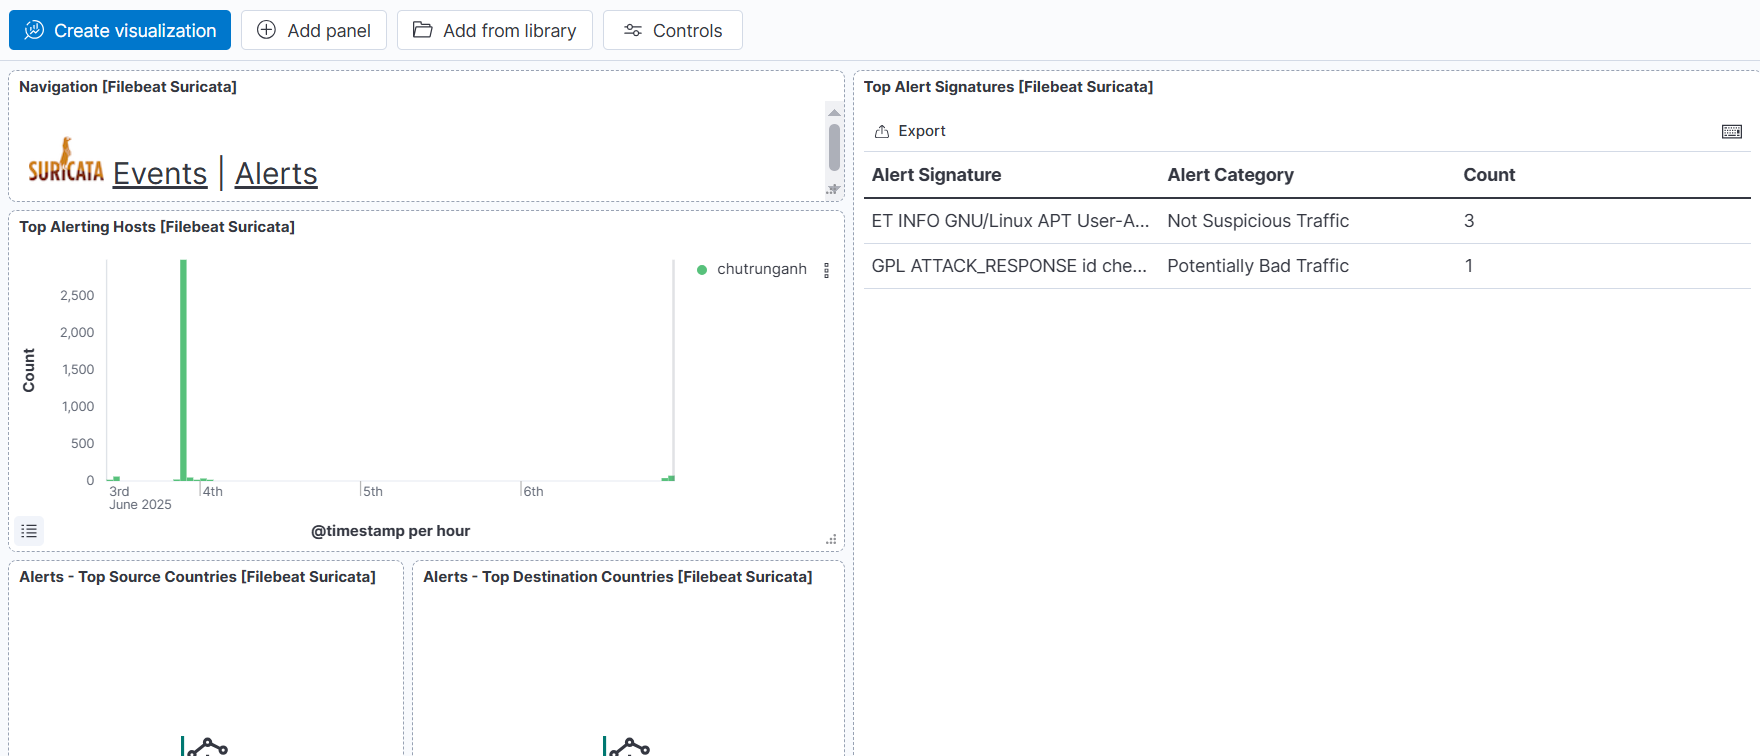 Create visualization
Add panel
Add from library
Controls
Navigation [Filebeat Suricata]
SURICATA Events | Alerts
Top Alerting Hosts [Filebeat Suricata]
chutrunganh
Count
2,500
2,000
1,500
1,000
500
0
3rd 4th 5th 6th
June 2025
@timestamp per hour
Alerts - Top Source Countries [Filebeat Suricata]
Alerts - Top Destination Countries [Filebeat Suricata]
Top Alert Signatures [Filebeat Suricata]
Export
Alert Signature Alert Category Count
ET INFO GNU/Linux APT User-A... Not Suspicious Traffic 3
GPL ATTACK_RESPONSE id che... Potentially Bad Traffic 1